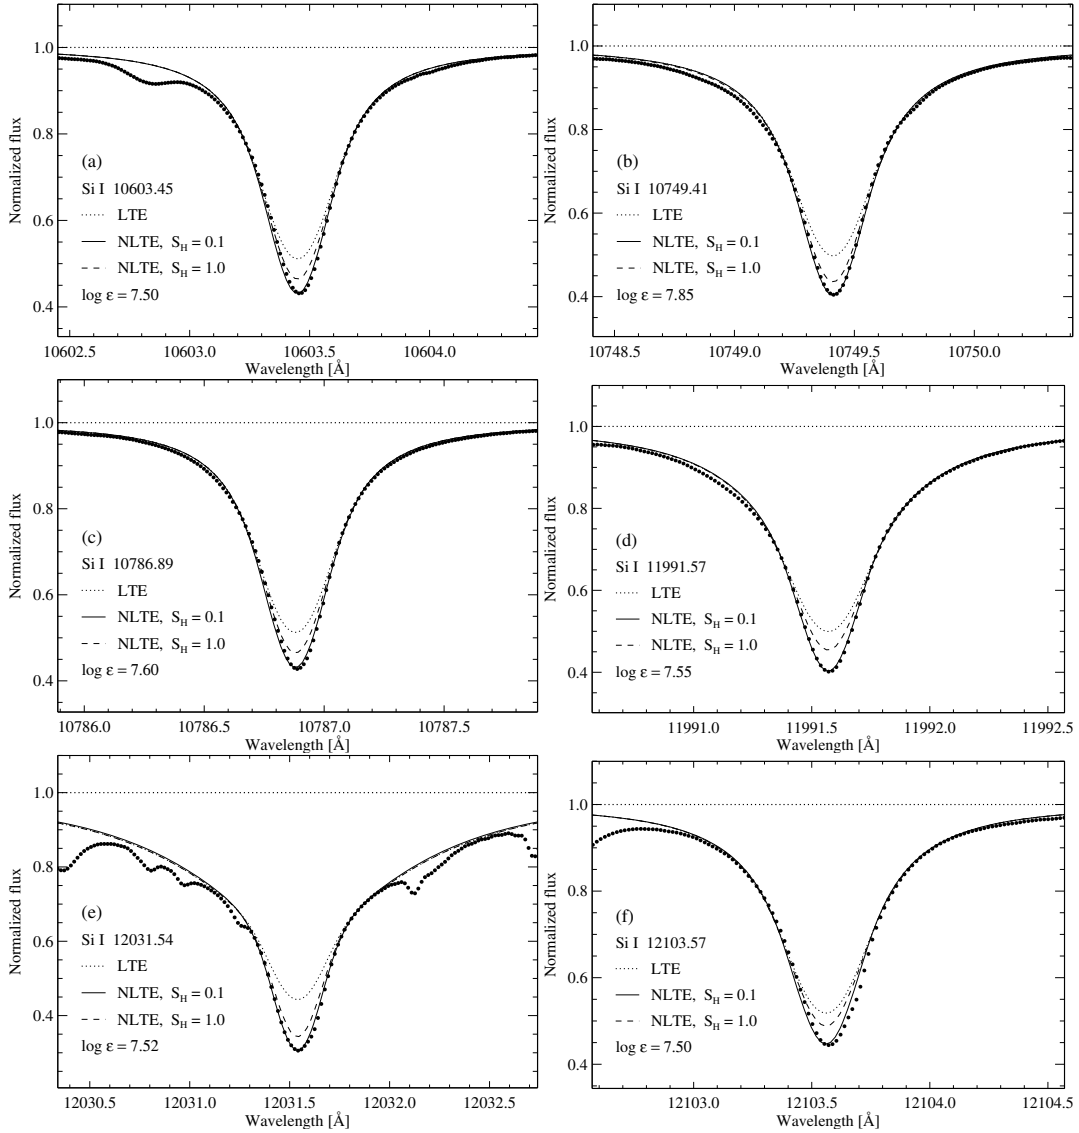 1.0
0.8
0.6
0.4
Normalized flux
(a)
Si I 10603.45
LTE
NLTE, S_H = 0.1
NLTE, S_H = 1.0
log ε = 7.50
10602.5 10603.0 10603.5 10604.0
Wavelength [Å]
1.0
0.8
0.6
0.4
Normalized flux
(b)
Si I 10749.41
LTE
NLTE, S_H = 0.1
NLTE, S_H = 1.0
log ε = 7.85
10748.5 10749.0 10749.5 10750.0
Wavelength [Å]
1.0
0.8
0.6
0.4
Normalized flux
(c)
Si I 10786.89
LTE
NLTE, S_H = 0.1
NLTE, S_H = 1.0
log ε = 7.60
10786.0 10786.5 10787.0 10787.5
Wavelength [Å]
1.0
0.8
0.6
0.4
Normalized flux
(d)
Si I 11991.57
LTE
NLTE, S_H = 0.1
NLTE, S_H = 1.0
log ε = 7.55
11991.0 11991.5 11992.0 11992.5
Wavelength [Å]
1.0
0.8
0.6
0.4
Normalized flux
(e)
Si I 12031.54
LTE
NLTE, S_H = 0.1
NLTE, S_H = 1.0
log ε = 7.52
12030.5 12031.0 12031.5 12032.0 12032.5
Wavelength [Å]
1.0
0.8
0.6
0.4
Normalized flux
(f)
Si I 12103.57
LTE
NLTE, S_H = 0.1
NLTE, S_H = 1.0
log ε = 7.50
12103.0 12103.5 12104.0 12104.5
Wavelength [Å]